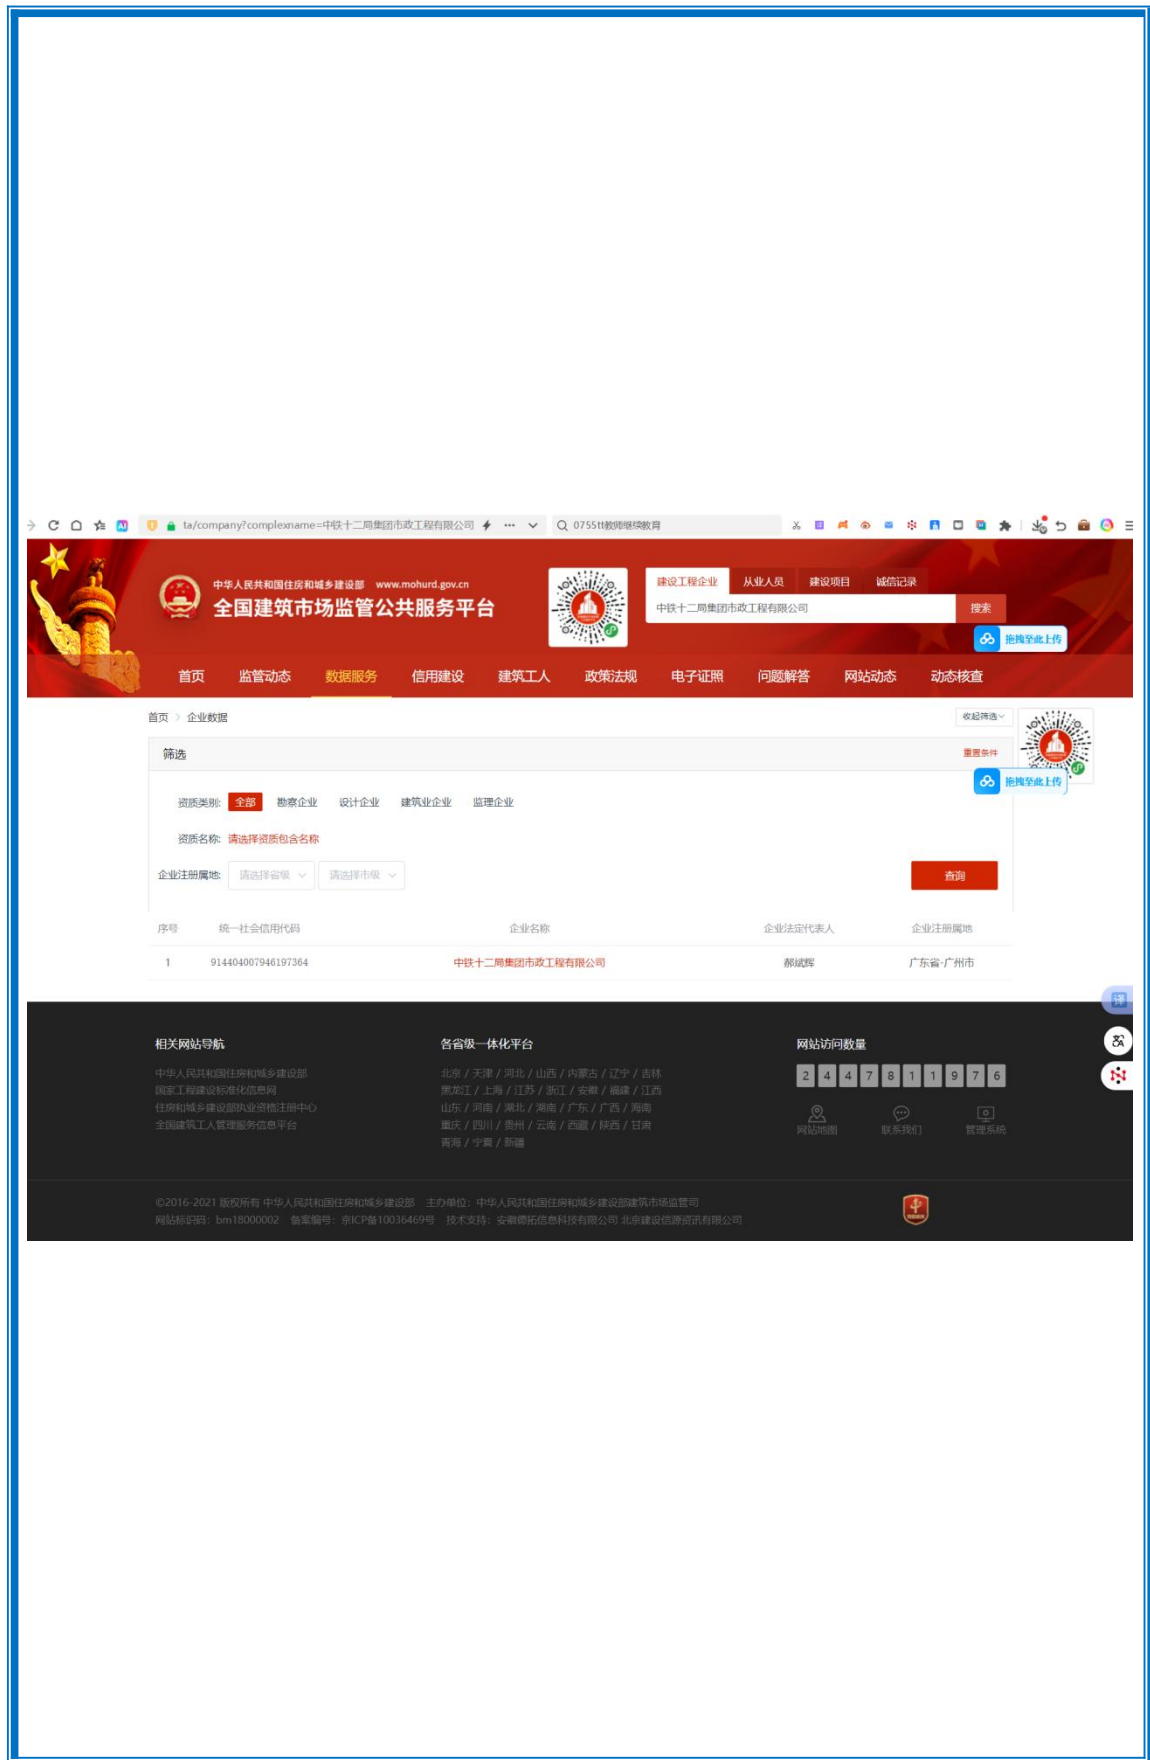 ta/company?complexname=中铁十二局集团市政工程有限公司 0755tt教师继续教育
中华人民共和国住房和城乡建设部 www.mohurd.gov.cn
全国建筑市场监管公共服务平台
建设工程企业 从业人员 建设项目 诚信记录
中铁十二局集团市政工程有限公司 搜索
拖拽至此上传
首页 监管动态 数据服务 信用建设 建筑工人 政策法规 电子证照 问题解答 网站动态 动态核查
首页 > 企业数据 收起筛选
筛选 重置条件
拖拽至此上传
资质类别: 全部 勘察企业 设计企业 建筑业企业 监理企业
资质名称: 请选择资质包含名称
企业注册属地: 请选择省级 请选择市级 查询
序号 统一社会信用代码 企业名称 企业法定代表人 企业注册属地
1 914404007946197364 中铁十二局集团市政工程有限公司 郝斌辉 广东省-广州市
译
相关网站导航 各省级一体化平台 网站访问数量
中华人民共和国住房和城乡建设部 北京 / 天津 / 河北 / 山西 / 内蒙古 / 辽宁 / 吉林 2 4 4 7 8 1 1 9 7 6
国家工程建设标准化信息网 黑龙江 / 上海 / 江苏 / 浙江 / 安徽 / 福建 / 江西
住房和城乡建设部执业资格注册中心 山东 / 河南 / 湖北 / 湖南 / 广东 / 广西 / 海南
全国建筑工人管理服务信息平台 重庆 / 四川 / 贵州 / 云南 / 西藏 / 陕西 / 甘肃 网站地图 联系我们 管理系统
青海 / 宁夏 / 新疆
©2016-2021 版权所有 中华人民共和国住房和城乡建设部 主办单位：中华人民共和国住房和城乡建设部建筑市场监管司
网站标识码：bm18000002 备案编号：京ICP备10036469号 技术支持：安徽德拓信息科技有限公司 北京建设信源资讯有限公司